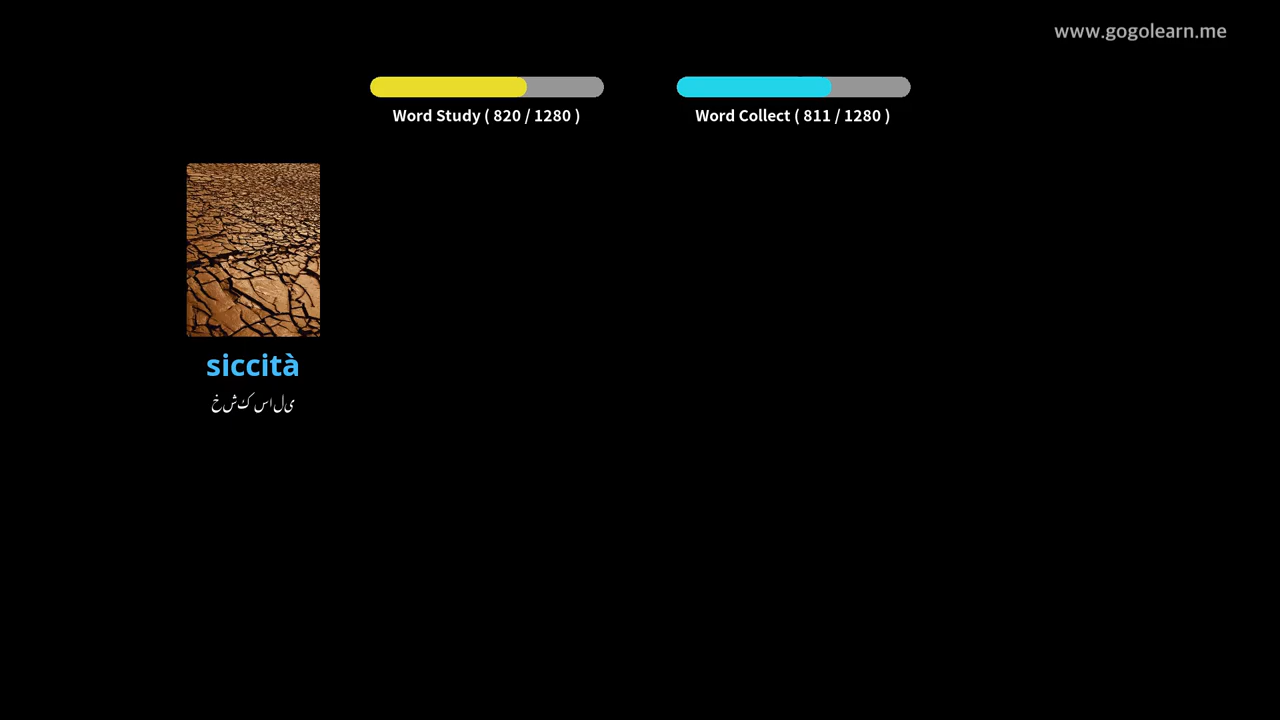 www.gogolearn.me
Word Study ( 820 / 1280 )
Word Collect ( 811 / 1280 )
siccità
خشک سالی